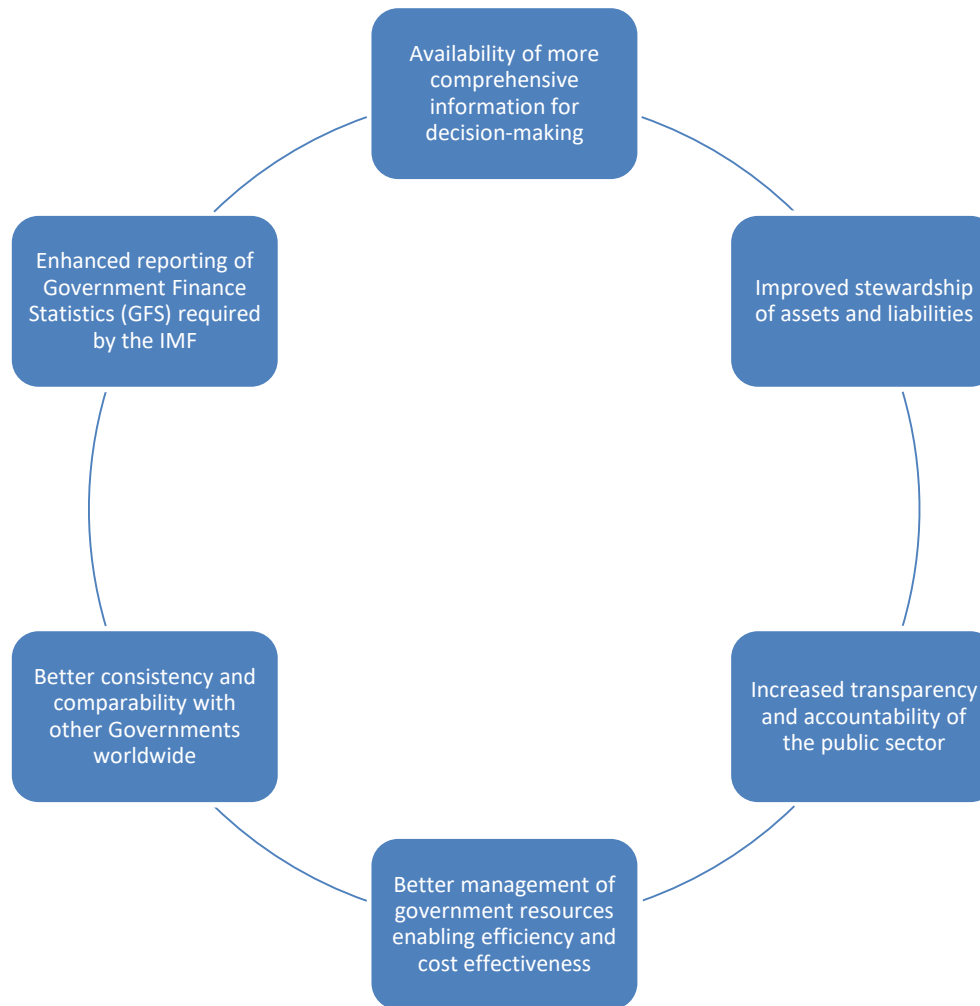 Availability of more
comprehensive
information for
decision-making
Improved stewardship
of assets and liabilities
Increased transparency
and accountability of
the public sector
Better management of
government resources
enabling efficiency and
cost effectiveness
Better consistency and
comparability with
other Governments
worldwide
Enhanced reporting of
Government Finance
Statistics (GFS) required
by the IMF